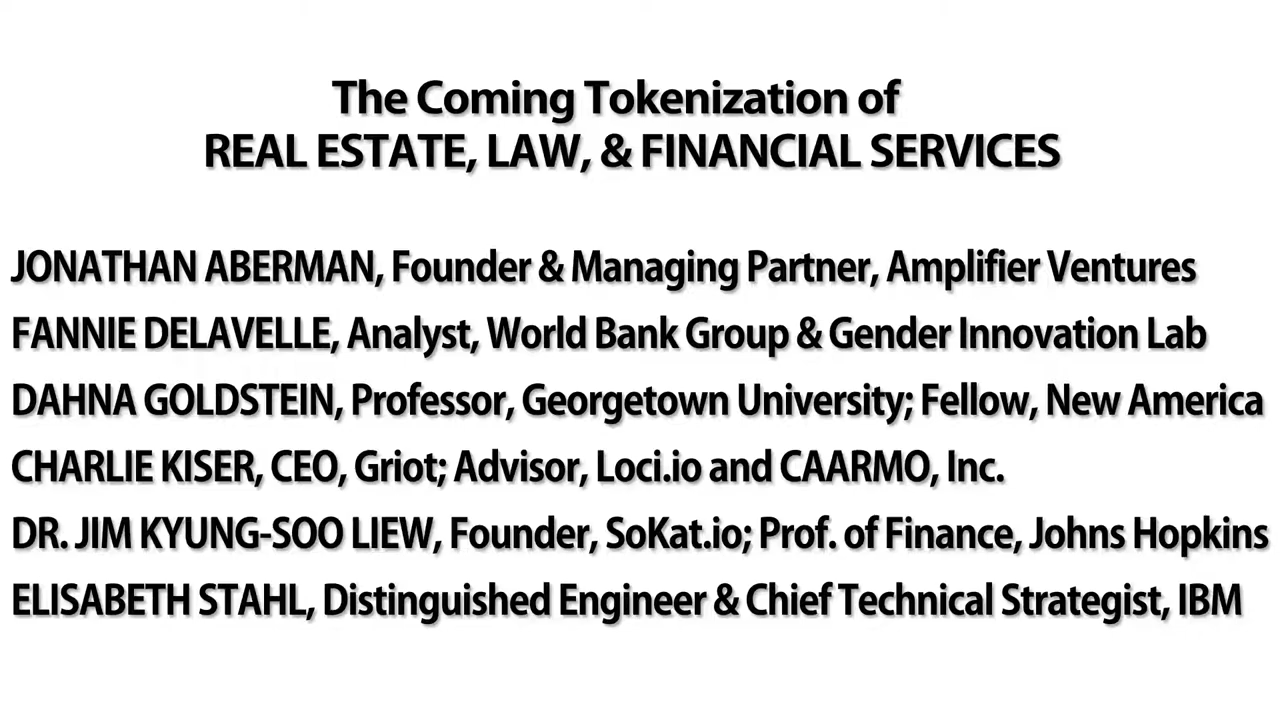 The Coming Tokenization of
REAL ESTATE, LAW, & FINANCIAL SERVICES
JONATHAN ABERMAN, Founder & Managing Partner, Amplifier Ventures
FANNIE DELAVELLE, Analyst, World Bank Group & Gender Innovation Lab
DAHNA GOLDSTEIN, Professor, Georgetown University; Fellow, New America
CHARLIE KISER, CEO, Griot; Advisor, Loci.io and CAARMO, Inc.
DR. JIM KYUNG-SOO LIEW, Founder, SoKat.io; Prof. of Finance, Johns Hopkins
ELISABETH STAHL, Distinguished Engineer & Chief Technical Strategist, IBM